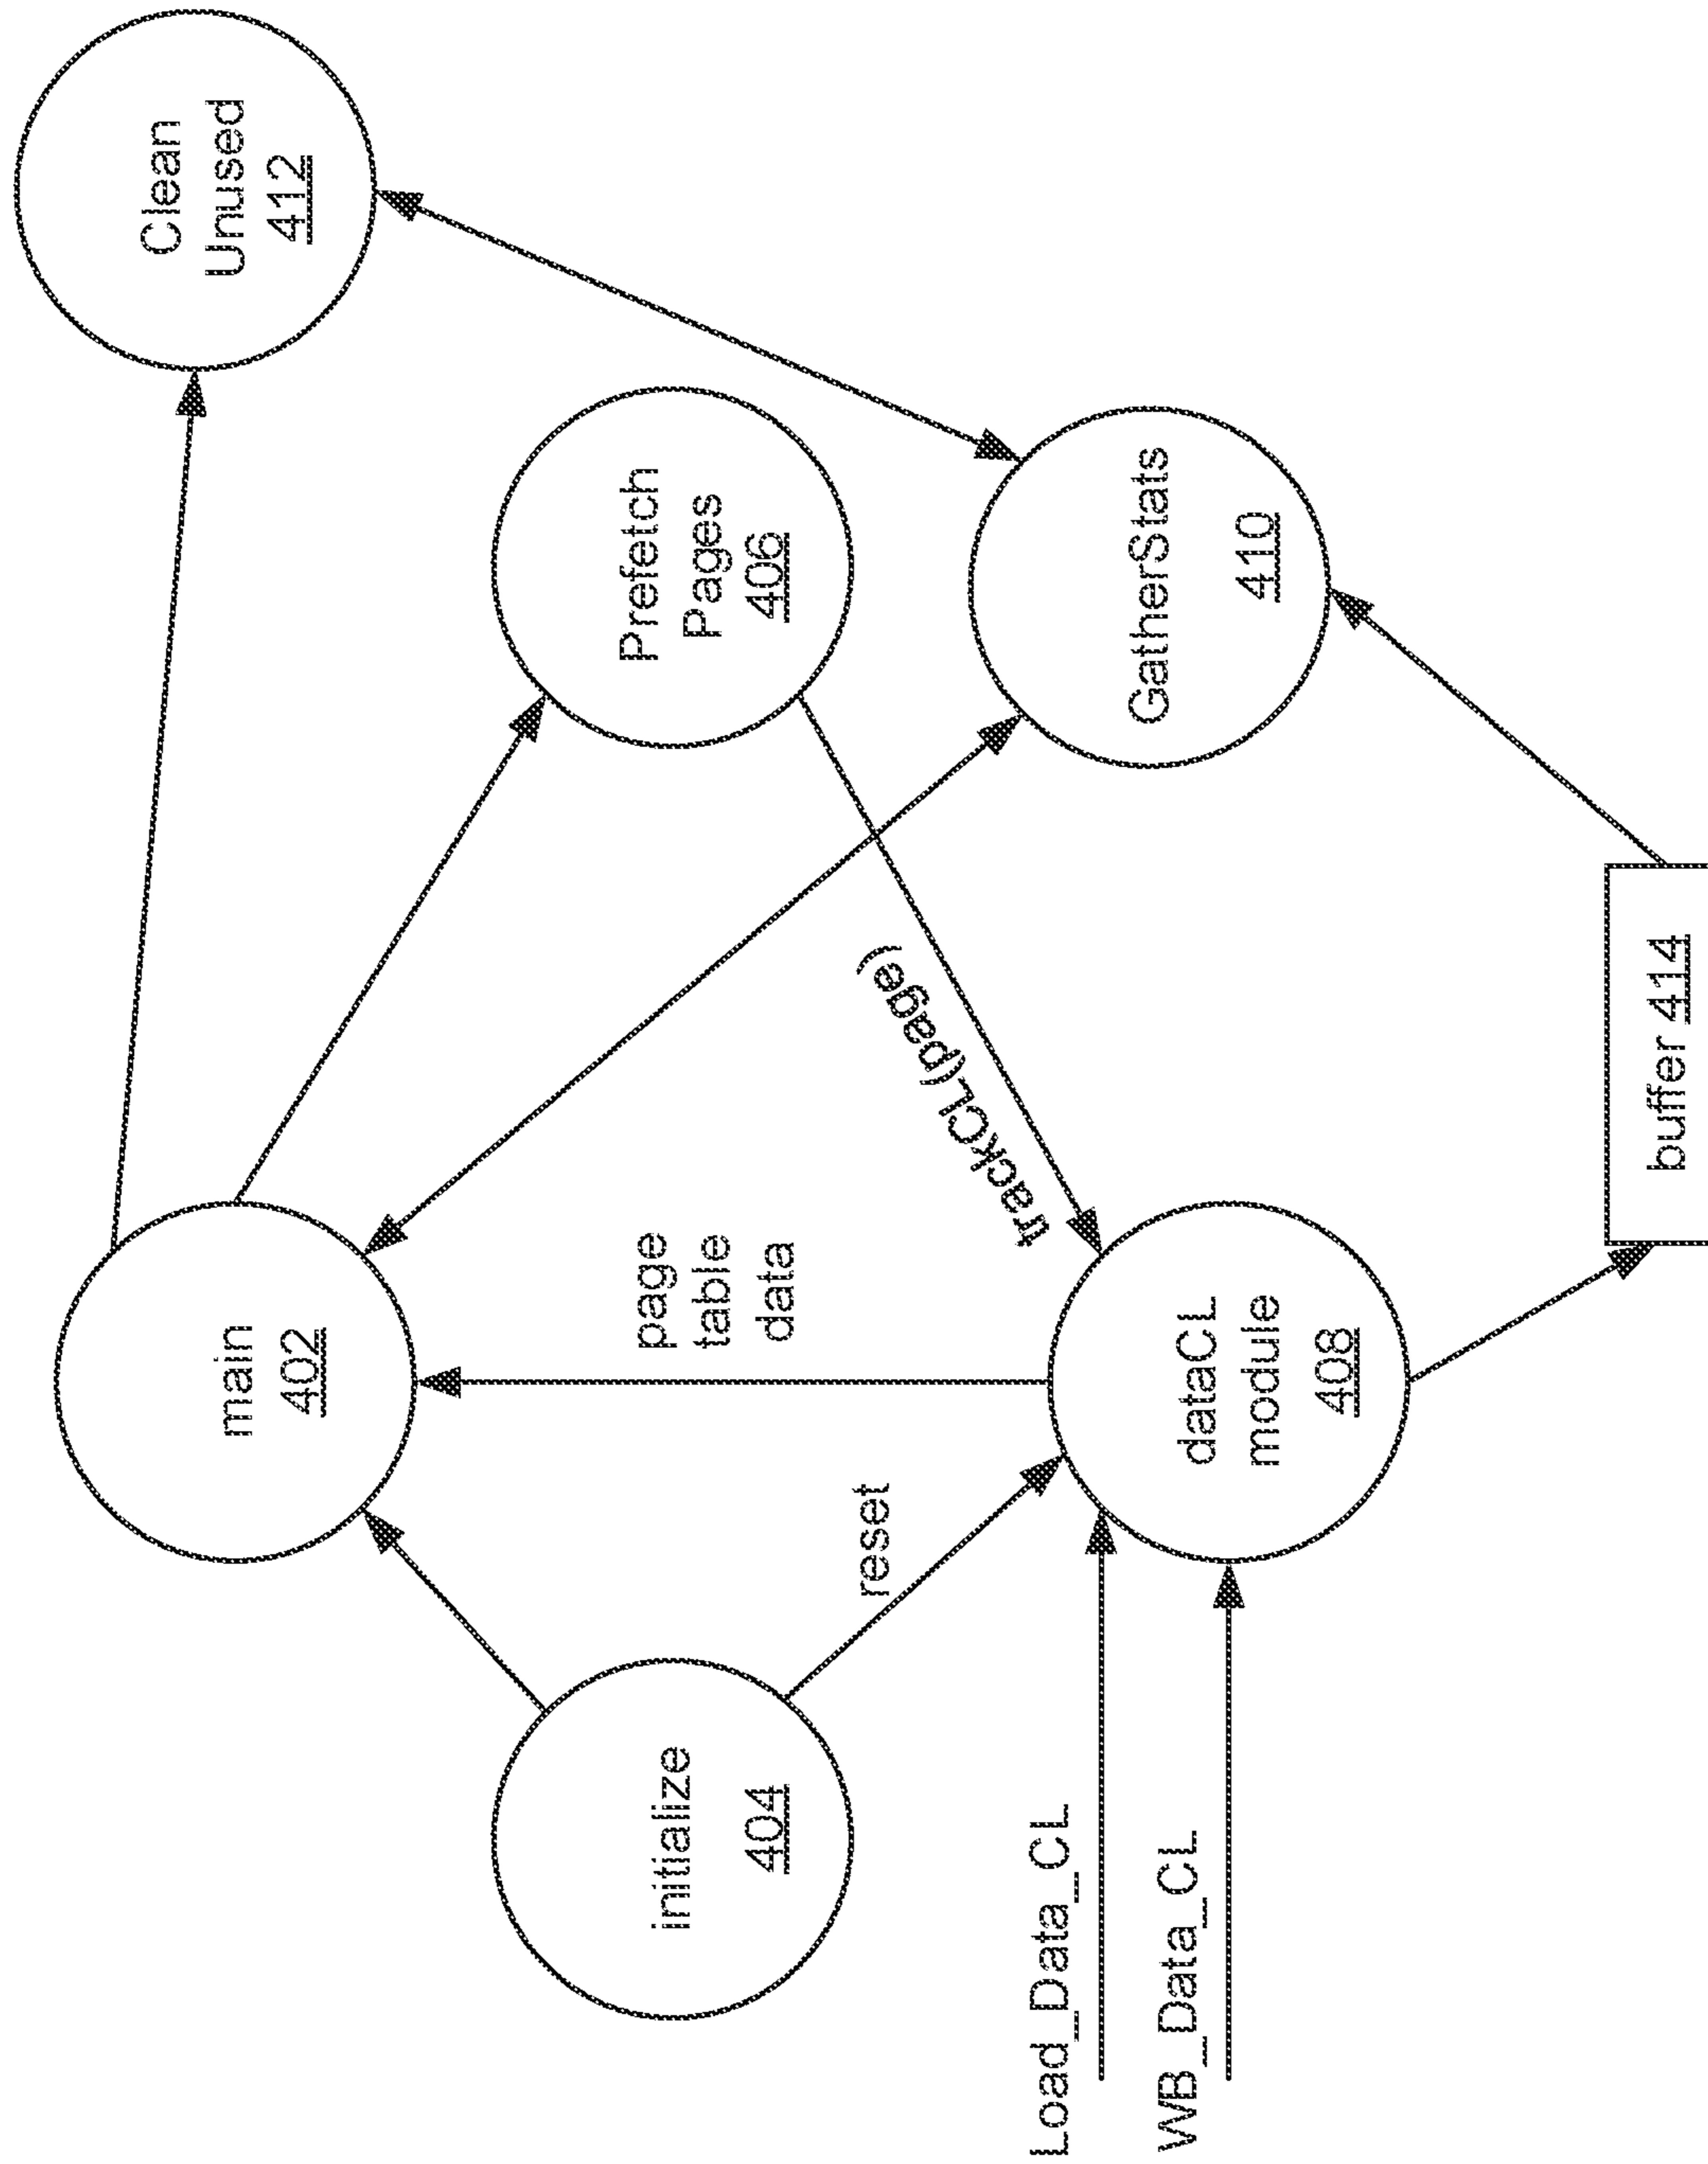 Clean
Unused
412
main
402
Prefetch
Pages
406
page
table
data
initialize
404
reset
trackCL(page)
GatherStats
410
dataCL
module
408
Load_Data_CL
WB_Data_CL
buffer 414